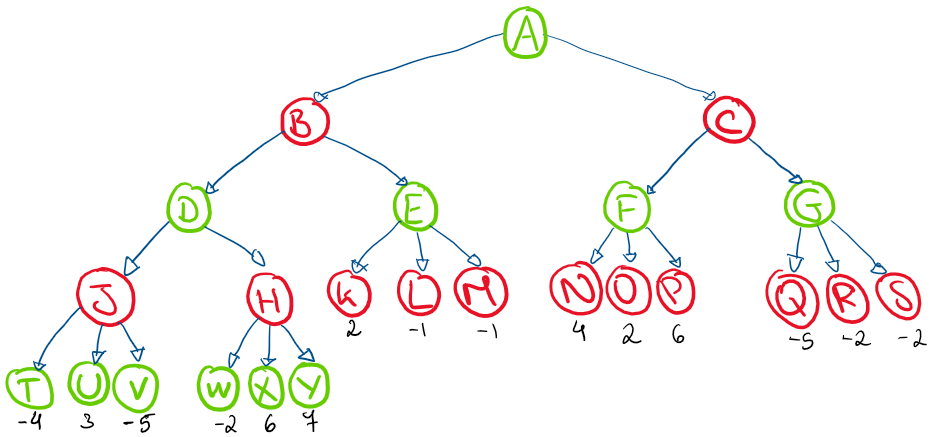 A
B C
D E F G
J H K L M N O P Q R S
2 -1 -1 4 2 6 -5 -2 -2
T U V W X Y
-4 3 -5 -2 6 7